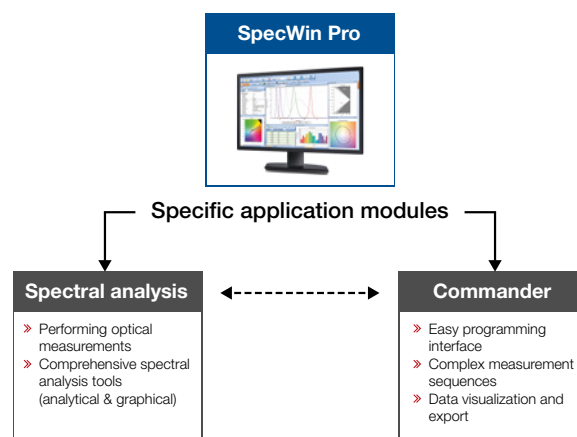 SpecWin Pro
Specific application modules
Spectral analysis
» Performing optical
measurements
» Comprehensive spectral
analysis tools
(analytical & graphical)
Commander
» Easy programming
interface
» Complex measurement
sequences
» Data visualization and
export